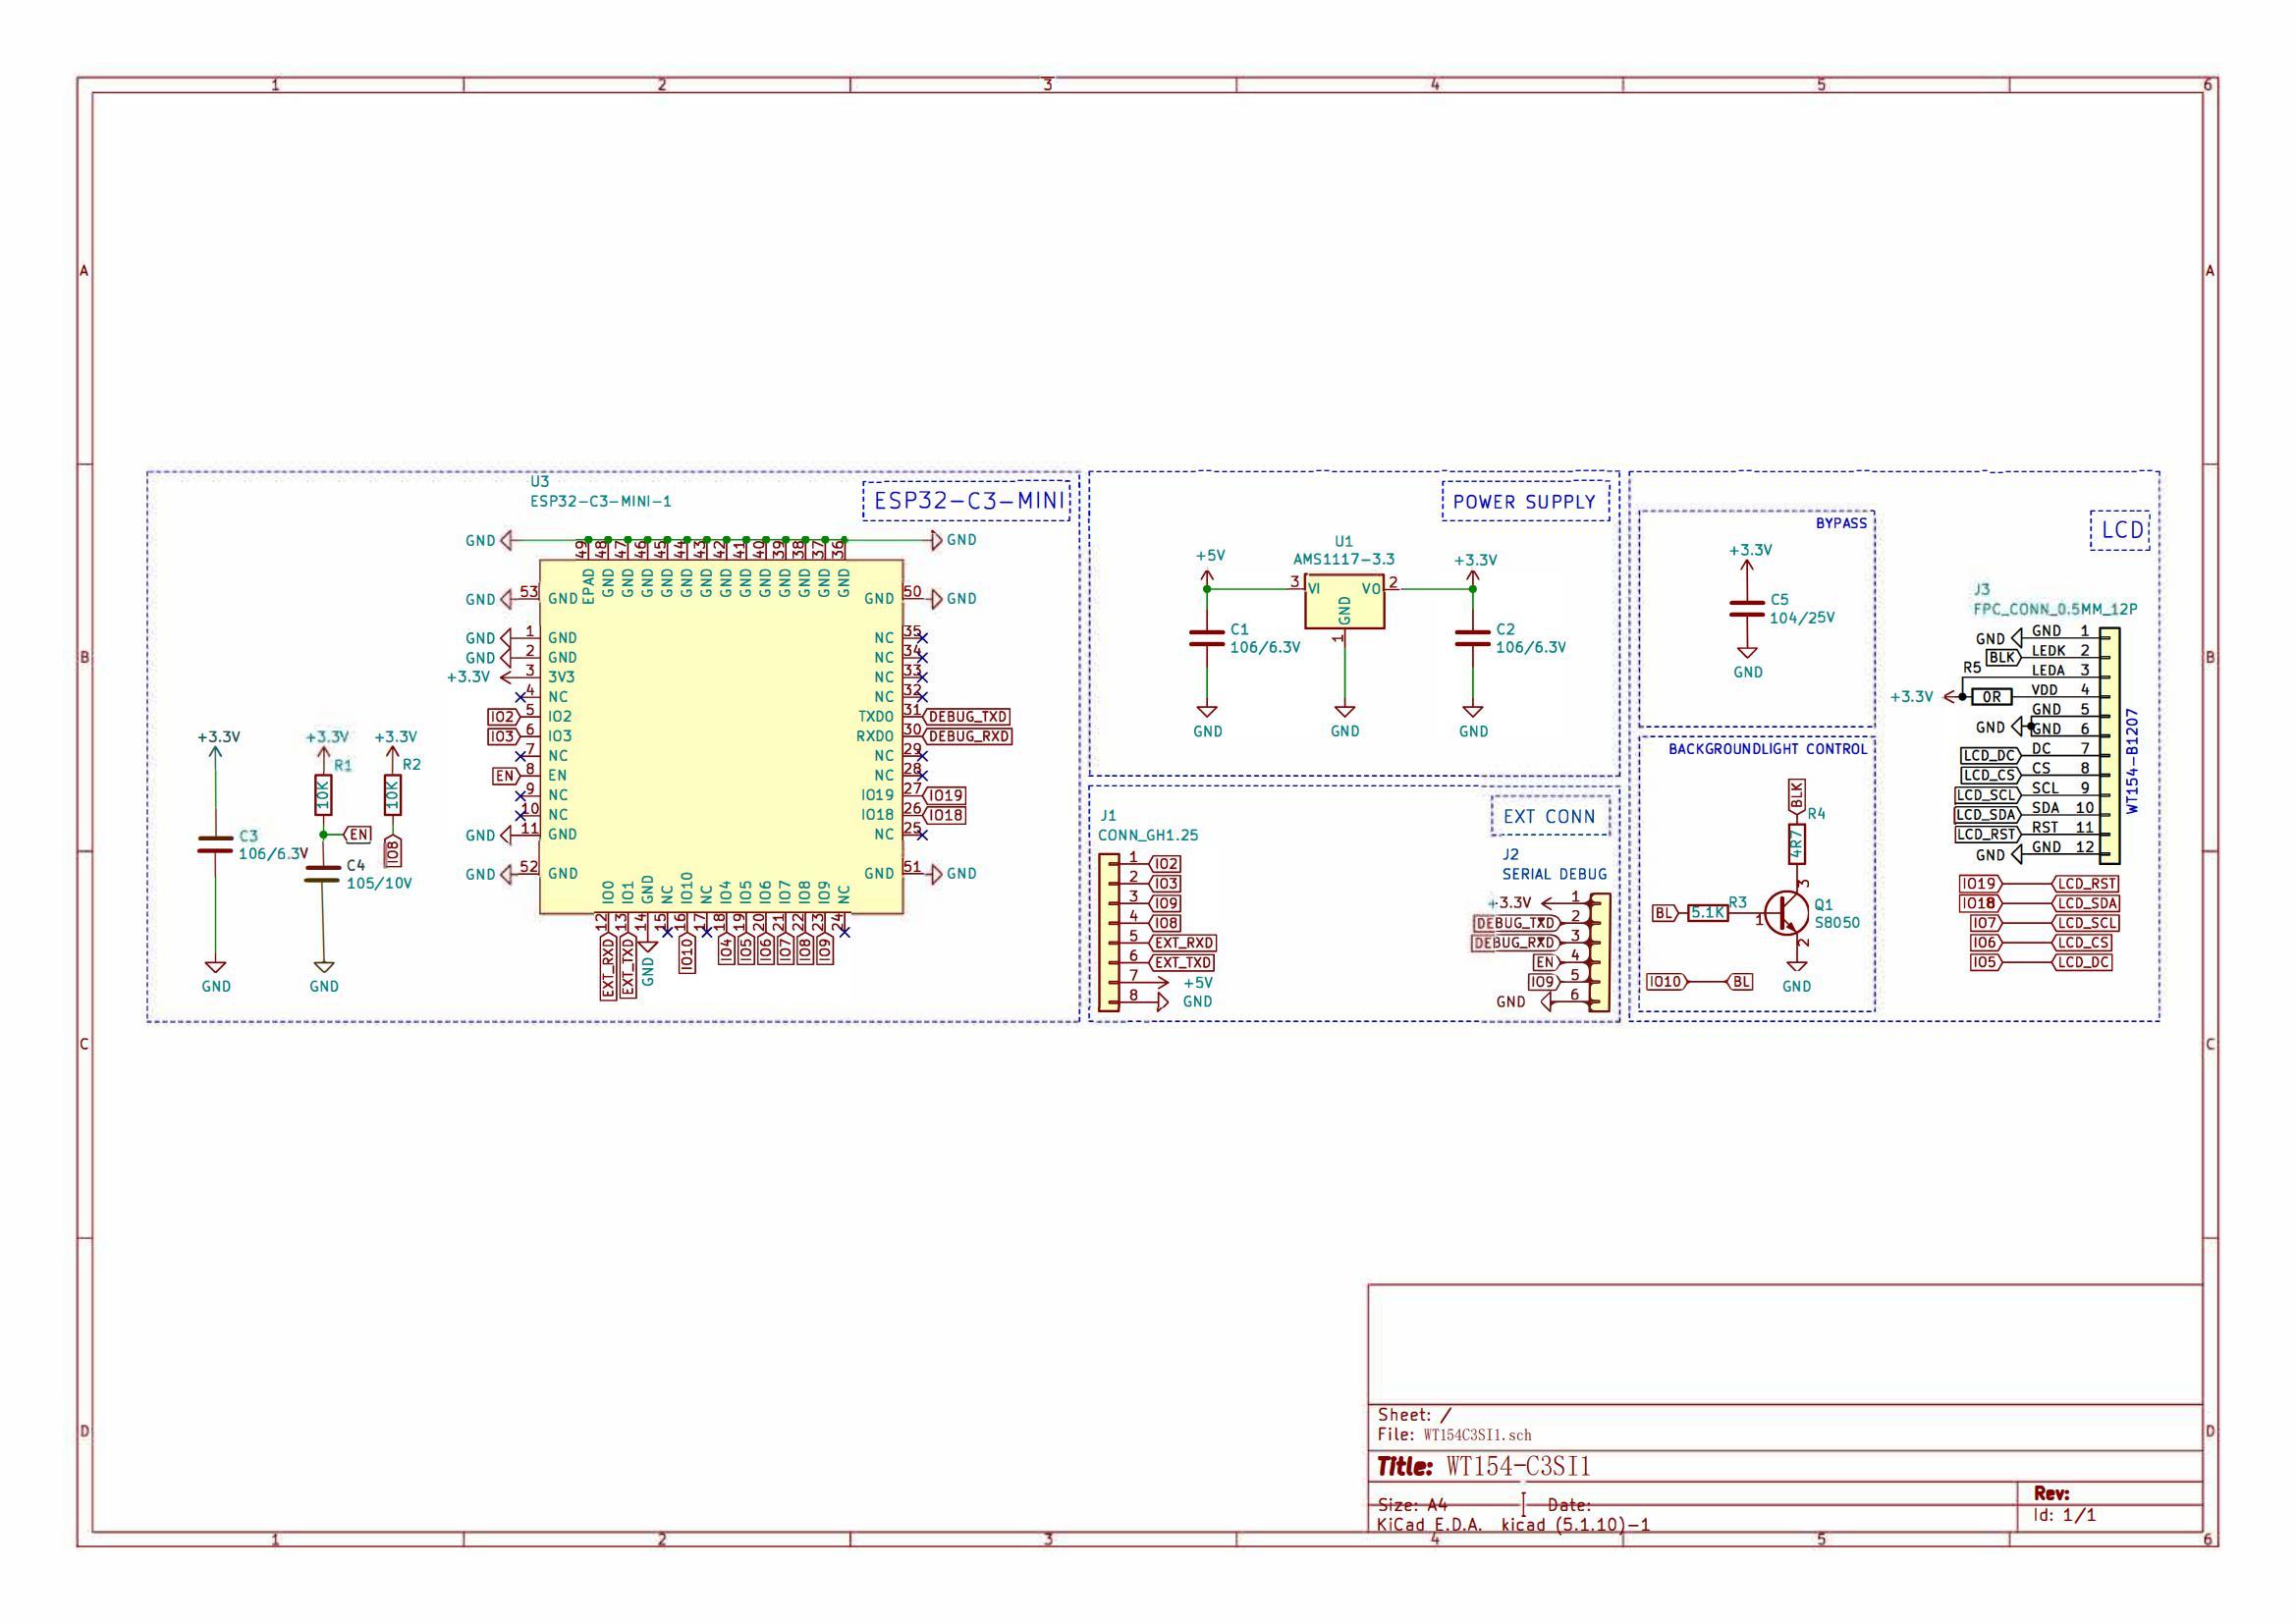 1 2 3 4 5 6
A A
B B
C C
D D
U3
ESP32-C3-MINI-1
ESP32-C3-MINI
GND GND
49 48 47 46 45 44 43 42 41 40 39 38 37 36
EPAD GND GND GND GND GND GND GND GND GND GND GND GND GND
GND 53 GND GND 50 GND
GND 1 GND NC 35
GND 2 GND NC 34
+3.3V 3 3V3 NC 33
4 NC NC 32
IO2 5 IO2 TXD0 31 DEBUG_TXD
IO3 6 IO3 RXD0 30 DEBUG_RXD
7 NC NC 29
EN 8 EN NC 28
9 NC IO19 27 IO19
10 NC IO18 26 IO18
GND 11 GND NC 25
GND 52 GND GND 51 GND
IO0 IO1 GND NC IO10 NC IO4 IO5 IO6 IO7 IO8 IO9 NC
12 13 14 15 16 17 18 19 20 21 22 23 24
EXT_RXD EXT_TXD GND IO10 IO4 IO5 IO6 IO7 IO8 IO9
+3.3V +3.3V +3.3V
R1 R2
10K 10K
EN
IO8
C3
106/6.3V
C4
105/10V
GND GND
POWER SUPPLY
U1
AMS1117-3.3
+5V +3.3V
3 VI VO 2
GND
1
C1
106/6.3V
C2
106/6.3V
GND GND GND
EXT CONN
J1
CONN_GH1.25
1 IO2
2 IO3
3 IO9
4 IO8
5 EXT_RXD
6 EXT_TXD
7 +5V
8 GND
J2
SERIAL DEBUG
+3.3V 1
DEBUG_TXD 2
DEBUG_RXD 3
EN 4
IO9 5
GND 6
LCD
BYPASS
+3.3V
C5
104/25V
GND
BACKGROUNDLIGHT CONTROL
BLK
R4
4R7
3
BL 5.1K R3 1
Q1
S8050
2
GND
IO10 BL
J3
FPC_CONN_0.5MM_12P
GND GND 1
BLK LEDK 2
R5 LEDA 3
+3.3V 0R VDD 4
GND 5
GND GND 6
LCD_DC DC 7
LCD_CS CS 8
LCD_SCL SCL 9
LCD_SDA SDA 10
LCD_RST RST 11
GND GND 12
WT154-B1207
IO19 LCD_RST
IO18 LCD_SDA
IO7 LCD_SCL
IO6 LCD_CS
IO5 LCD_DC
Sheet: /
File: WT154C3SI1.sch
Title: WT154-C3SI1
Size: A4 Date: Rev:
KiCad E.D.A. kicad (5.1.10)-1 Id: 1/1
1 2 3 4 5 6